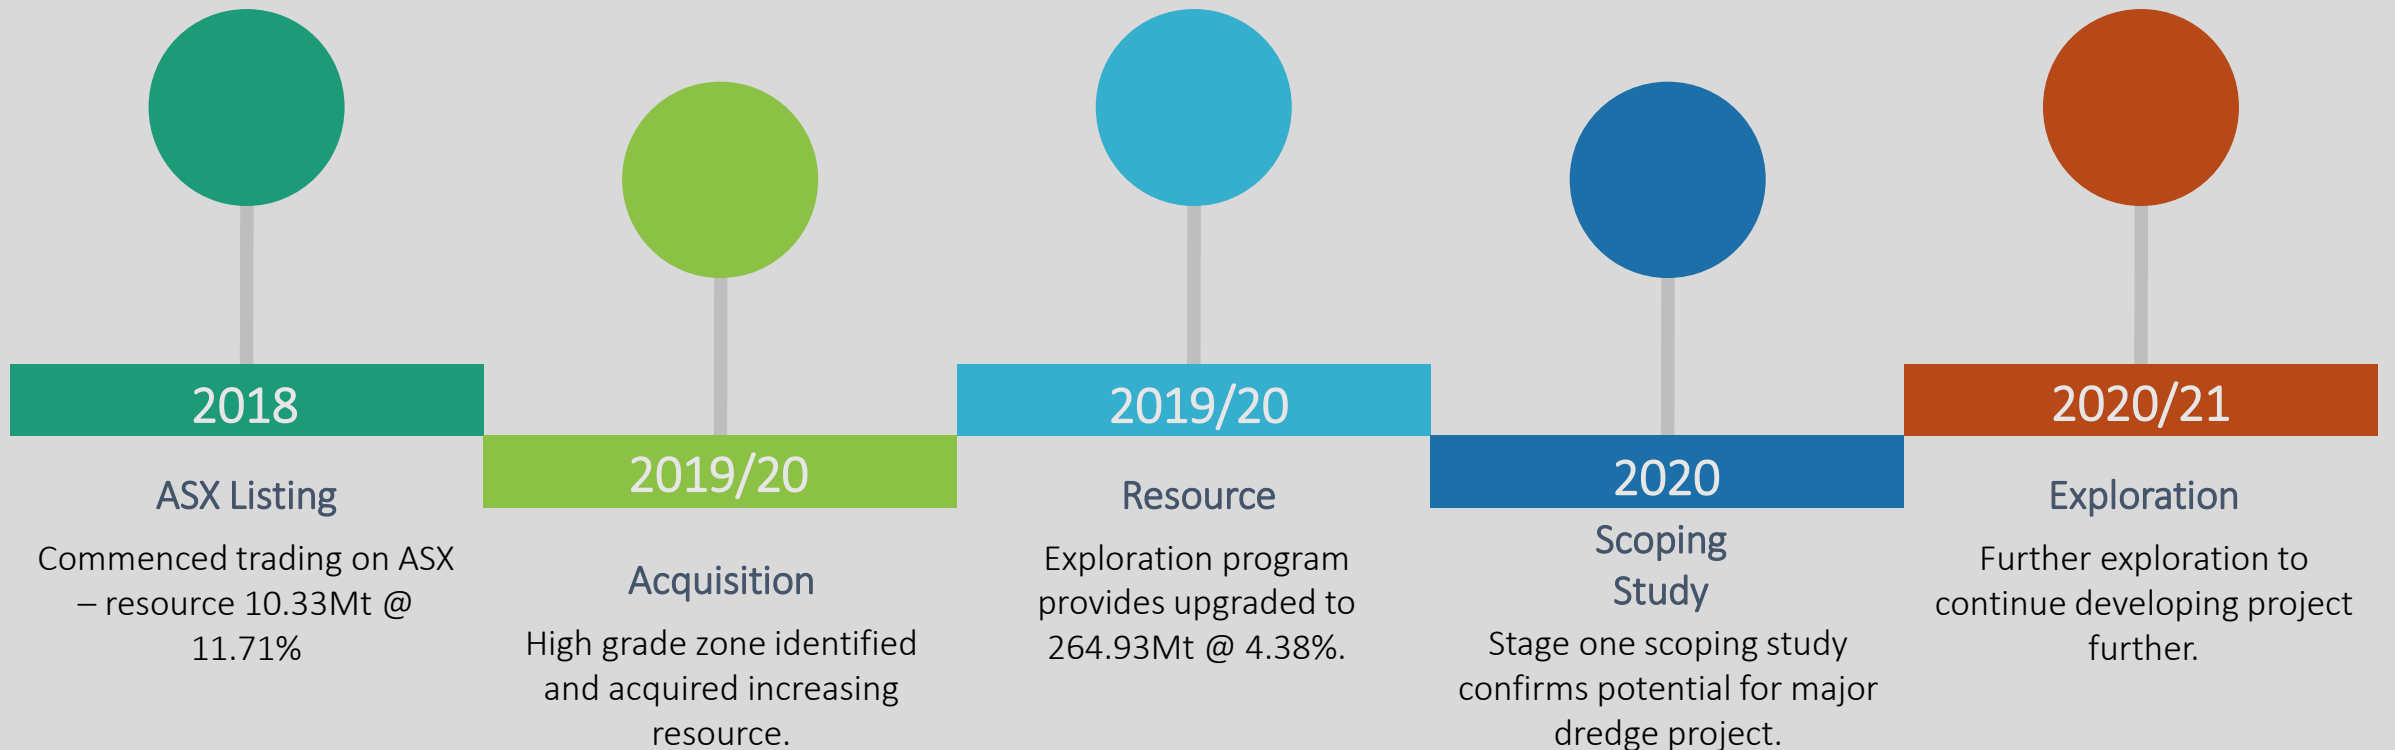 2018
ASX Listing
Commenced trading on ASX
– resource 10.33Mt @
11.71%
2019/20
Acquisition
High grade zone identified
and acquired increasing
resource.
2019/20
Resource
Exploration program
provides upgraded to
264.93Mt @ 4.38%.
2020
Scoping
Study
Stage one scoping study
confirms potential for major
dredge project.
2020/21
Exploration
Further exploration to
continue developing project
further.